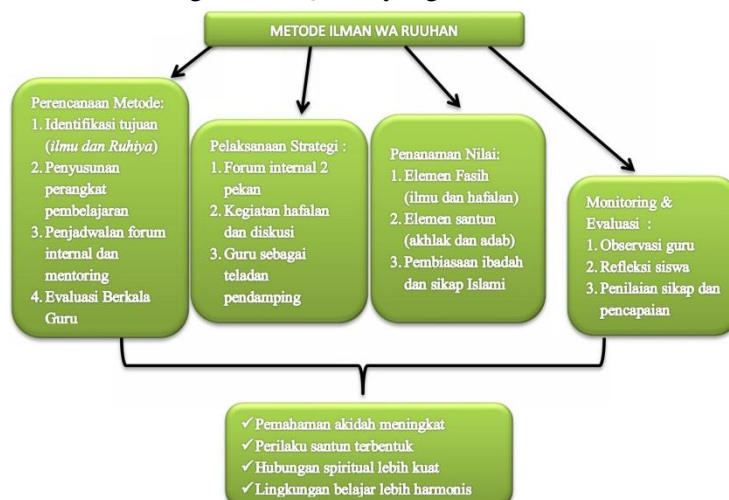 METODE ILMAN WA RUUHAN
Perencanaan Metode:
1. Identifikasi tujuan
(ilmu dan Ruhiya)
2. Penyusunan
perangkat
pembelajaran
3. Penjadwalan forum
internal dan
mentoring
4. Evaluasi Berkala
Guru
Pelaksanaan Strategi :
1. Forum internal 2
pekan
2. Kegiatan hafalan
dan diskusi
3. Guru sebagai
teladan
pendamping
Penanaman Nilai:
1. Elemen Fasih
(ilmu dan hafalan)
2. Elemen santun
(akhlak dan adab)
3. Pembiasaan ibadah
dan sikap Islami
Monitoring &
Evaluasi :
1. Observasi guru
2. Refleksi siswa
3. Penilaian sikap dan
pencapaian
✓Pemahaman akidah meningkat
✓Perilaku santun terbentuk
✓Hubungan spiritual lebih kuat
✓Lingkungan belajar lebih harmonis